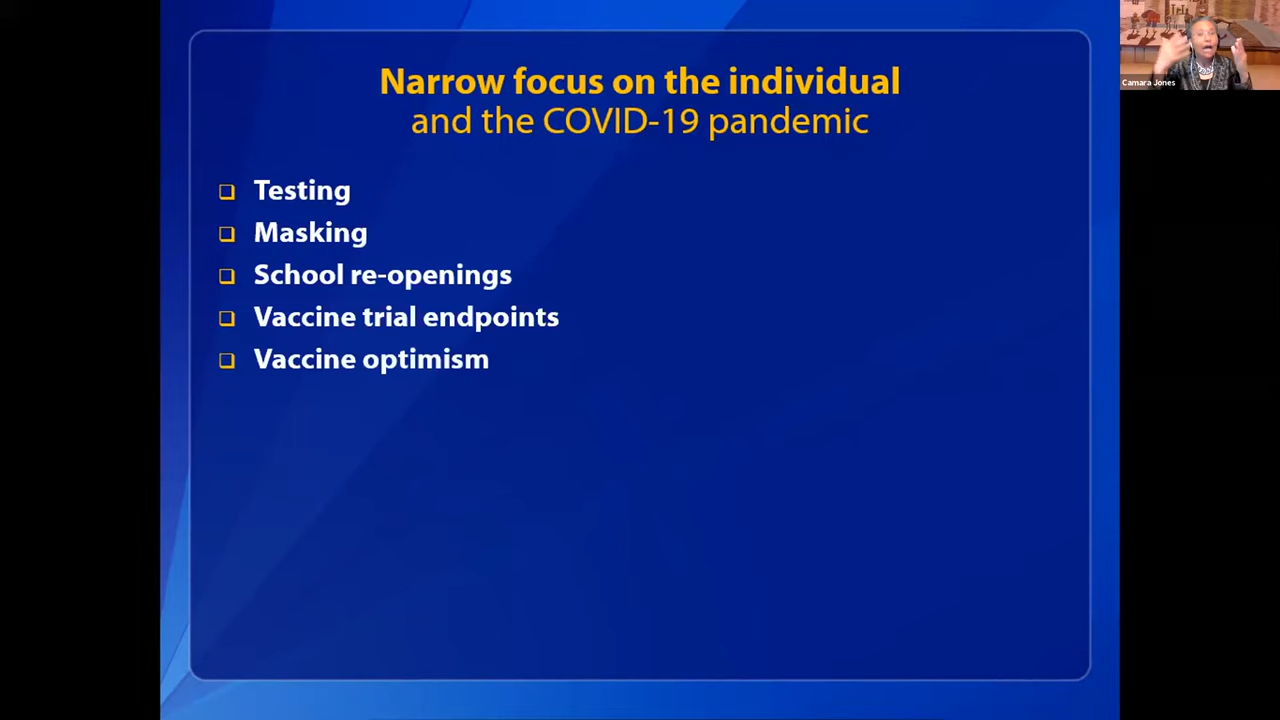 Narrow focus on the individual
and the COVID-19 pandemic
Testing
Masking
School re-openings
Vaccine trial endpoints
Vaccine optimism
Camara Jones